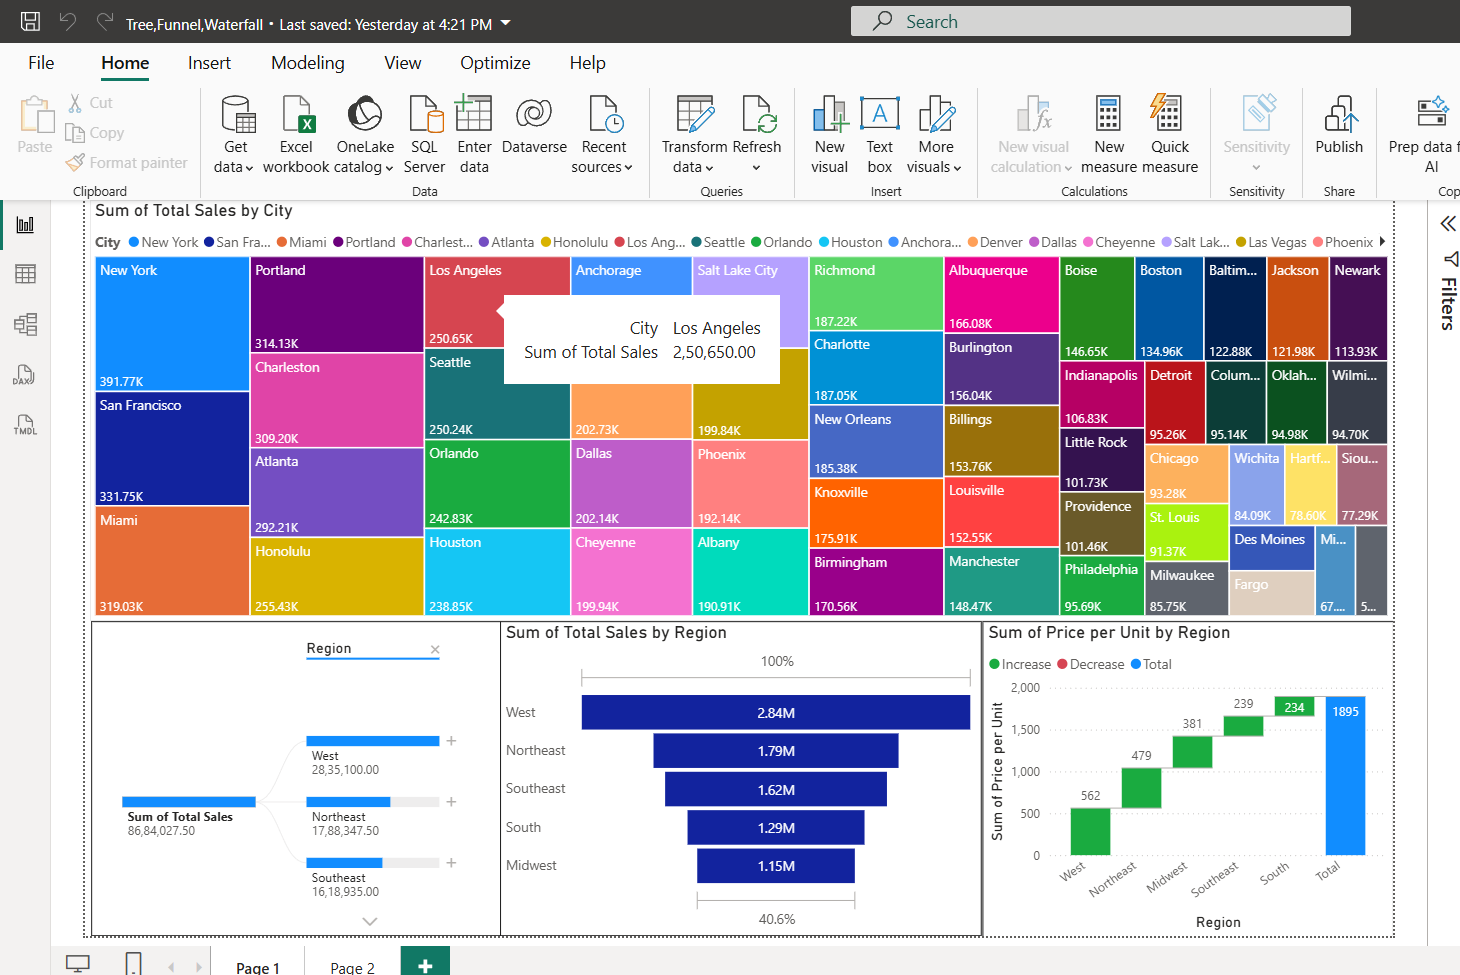 Tree,Funnel,Waterfall • Last saved: Yesterday at 4:21 PM
Search
File Home Insert Modeling View Optimize Help
Paste
Cut
Copy
Format painter
Clipboard
Get data
Excel workbook
OneLake catalog
SQL Server
Enter data
Dataverse
Recent sources
Data
Transform data
Refresh
Queries
New visual
Text box
More visuals
Insert
New visual calculation
New measure
Quick measure
Calculations
Sensitivity
Sensitivity
Publish
Share
Prep data f
AI
Cop
DAX
TMDL
Filters
Sum of Total Sales by City
City New York San Fra... Miami Portland Charlest... Atlanta Honolulu Los Ang... Seattle Orlando Houston Anchora... Denver Dallas Cheyenne Salt Lak... Las Vegas Phoenix
New York
391.77K
San Francisco
331.75K
Miami
319.03K
Portland
314.13K
Charleston
309.20K
Atlanta
292.21K
Honolulu
255.43K
Los Angeles
250.65K
Seattle
250.24K
Orlando
242.83K
Houston
238.85K
Anchorage
202.73K
Dallas
202.14K
Cheyenne
199.94K
Salt Lake City
199.84K
Phoenix
192.14K
Albany
190.91K
City Los Angeles
Sum of Total Sales 2,50,650.00
Richmond
187.22K
Charlotte
187.05K
New Orleans
185.38K
Knoxville
175.91K
Birmingham
170.56K
Albuquerque
166.08K
Burlington
156.04K
Billings
153.76K
Louisville
152.55K
Manchester
148.47K
Boise
146.65K
Boston
134.96K
Baltim...
122.88K
Jackson
121.98K
Newark
113.93K
Indianapolis
106.83K
Little Rock
101.73K
Providence
101.46K
Philadelphia
95.69K
Detroit
95.26K
Colum...
95.14K
Oklah...
94.98K
Wilmi...
94.70K
Chicago
93.28K
St. Louis
91.37K
Milwaukee
85.75K
Wichita
84.09K
Hartf...
78.60K
Siou...
77.29K
Des Moines
Fargo
Mi...
67....
5...
Region
Sum of Total Sales
86,84,027.50
West
28,35,100.00
Northeast
17,88,347.50
Southeast
16,18,935.00
Sum of Total Sales by Region
100%
West 2.84M
Northeast 1.79M
Southeast 1.62M
South 1.29M
Midwest 1.15M
40.6%
Sum of Price per Unit by Region
Increase Decrease Total
Sum of Price per Unit
2,000
1,500
1,000
500
0
562
479
381
239
234
1895
West Northeast Midwest Southeast South Total
Region
Page 1
Page 2